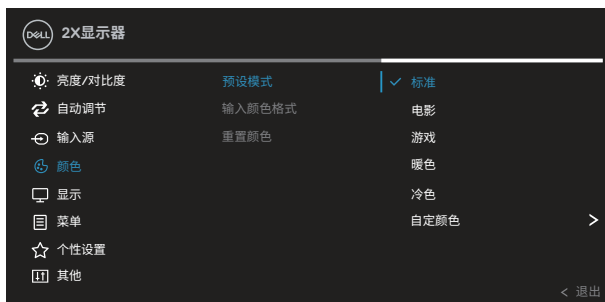 DELL 2X显示器
亮度/对比度 预设模式 标准
自动调节 输入颜色格式 电影
输入源 重置颜色 游戏
颜色 暖色
显示 冷色
菜单 自定颜色
个性设置
其他
退出